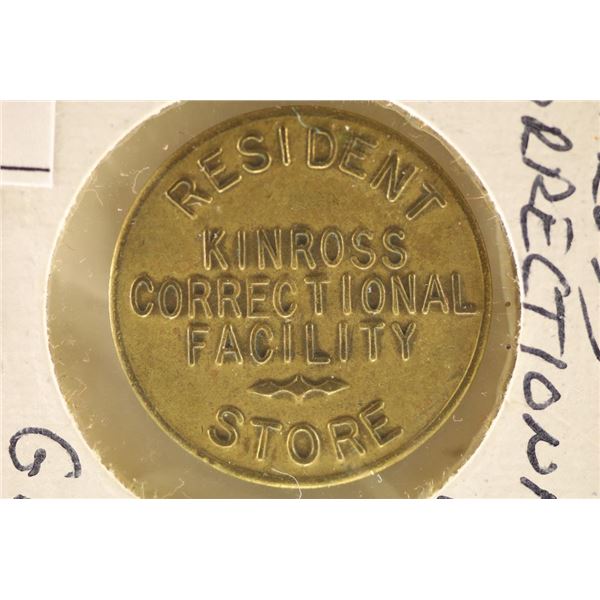 RESIDENT
KINROSS
CORRECTIONAL
FACILITY
STORE